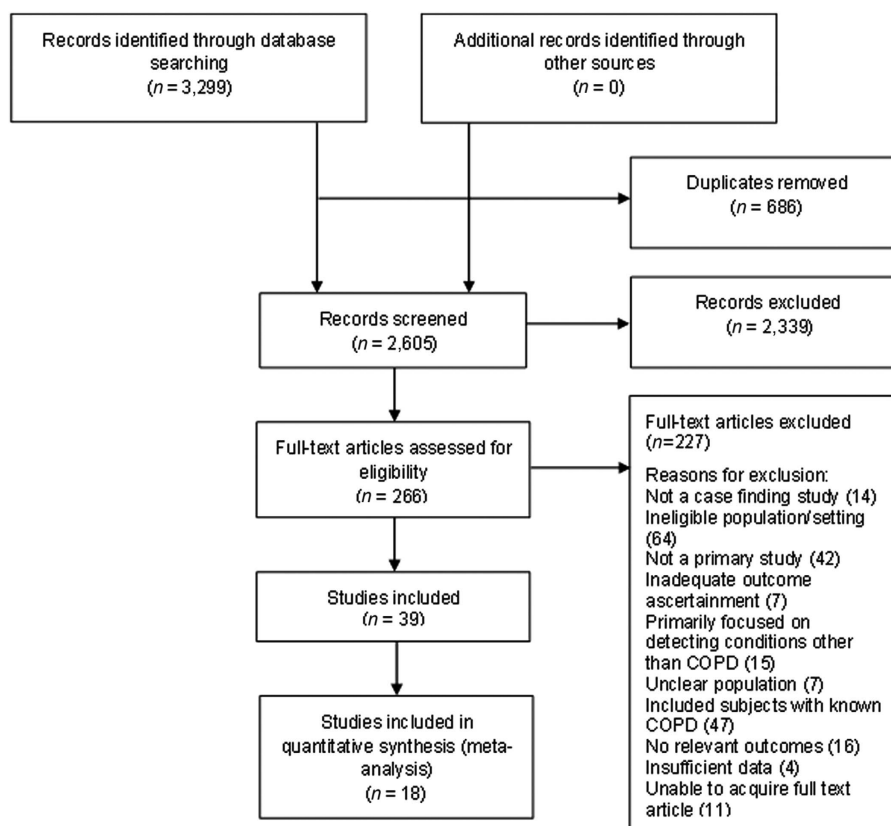 Records identified through database
searching
(n = 3,299)
Additional records identified through
other sources
(n = 0)
Duplicates removed
(n = 686)
Records screened
(n = 2,605)
Records excluded
(n = 2,339)
Full-text articles assessed for
eligibility
(n = 266)
Full-text articles excluded
(n=227)
Reasons for exclusion:
Not a case finding study (14)
Ineligible population/setting
(64)
Not a primary study (42)
Inadequate outcome
ascertainment (7)
Primarily focused on
detecting conditions other
than COPD (15)
Unclear population (7)
Included subjects with known
COPD (47)
No relevant outcomes (16)
Insufficient data (4)
Unable to acquire full text
article (11)
Studies included
(n = 39)
Studies included in
quantitative synthesis (meta-
analysis)
(n = 18)